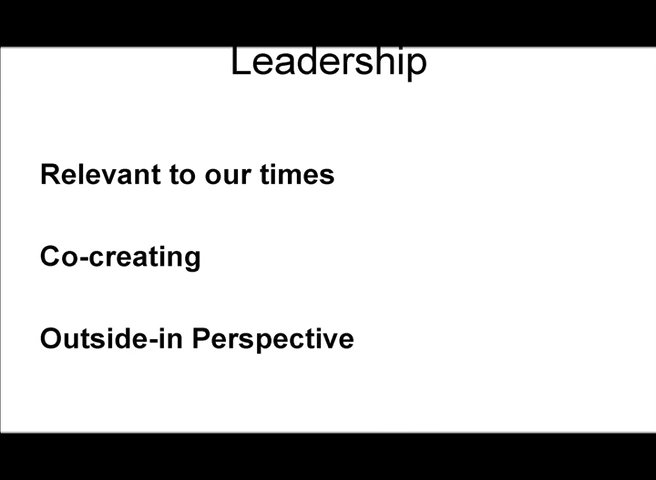 Leadership
Relevant to our times
Co-creating
Outside-in Perspective